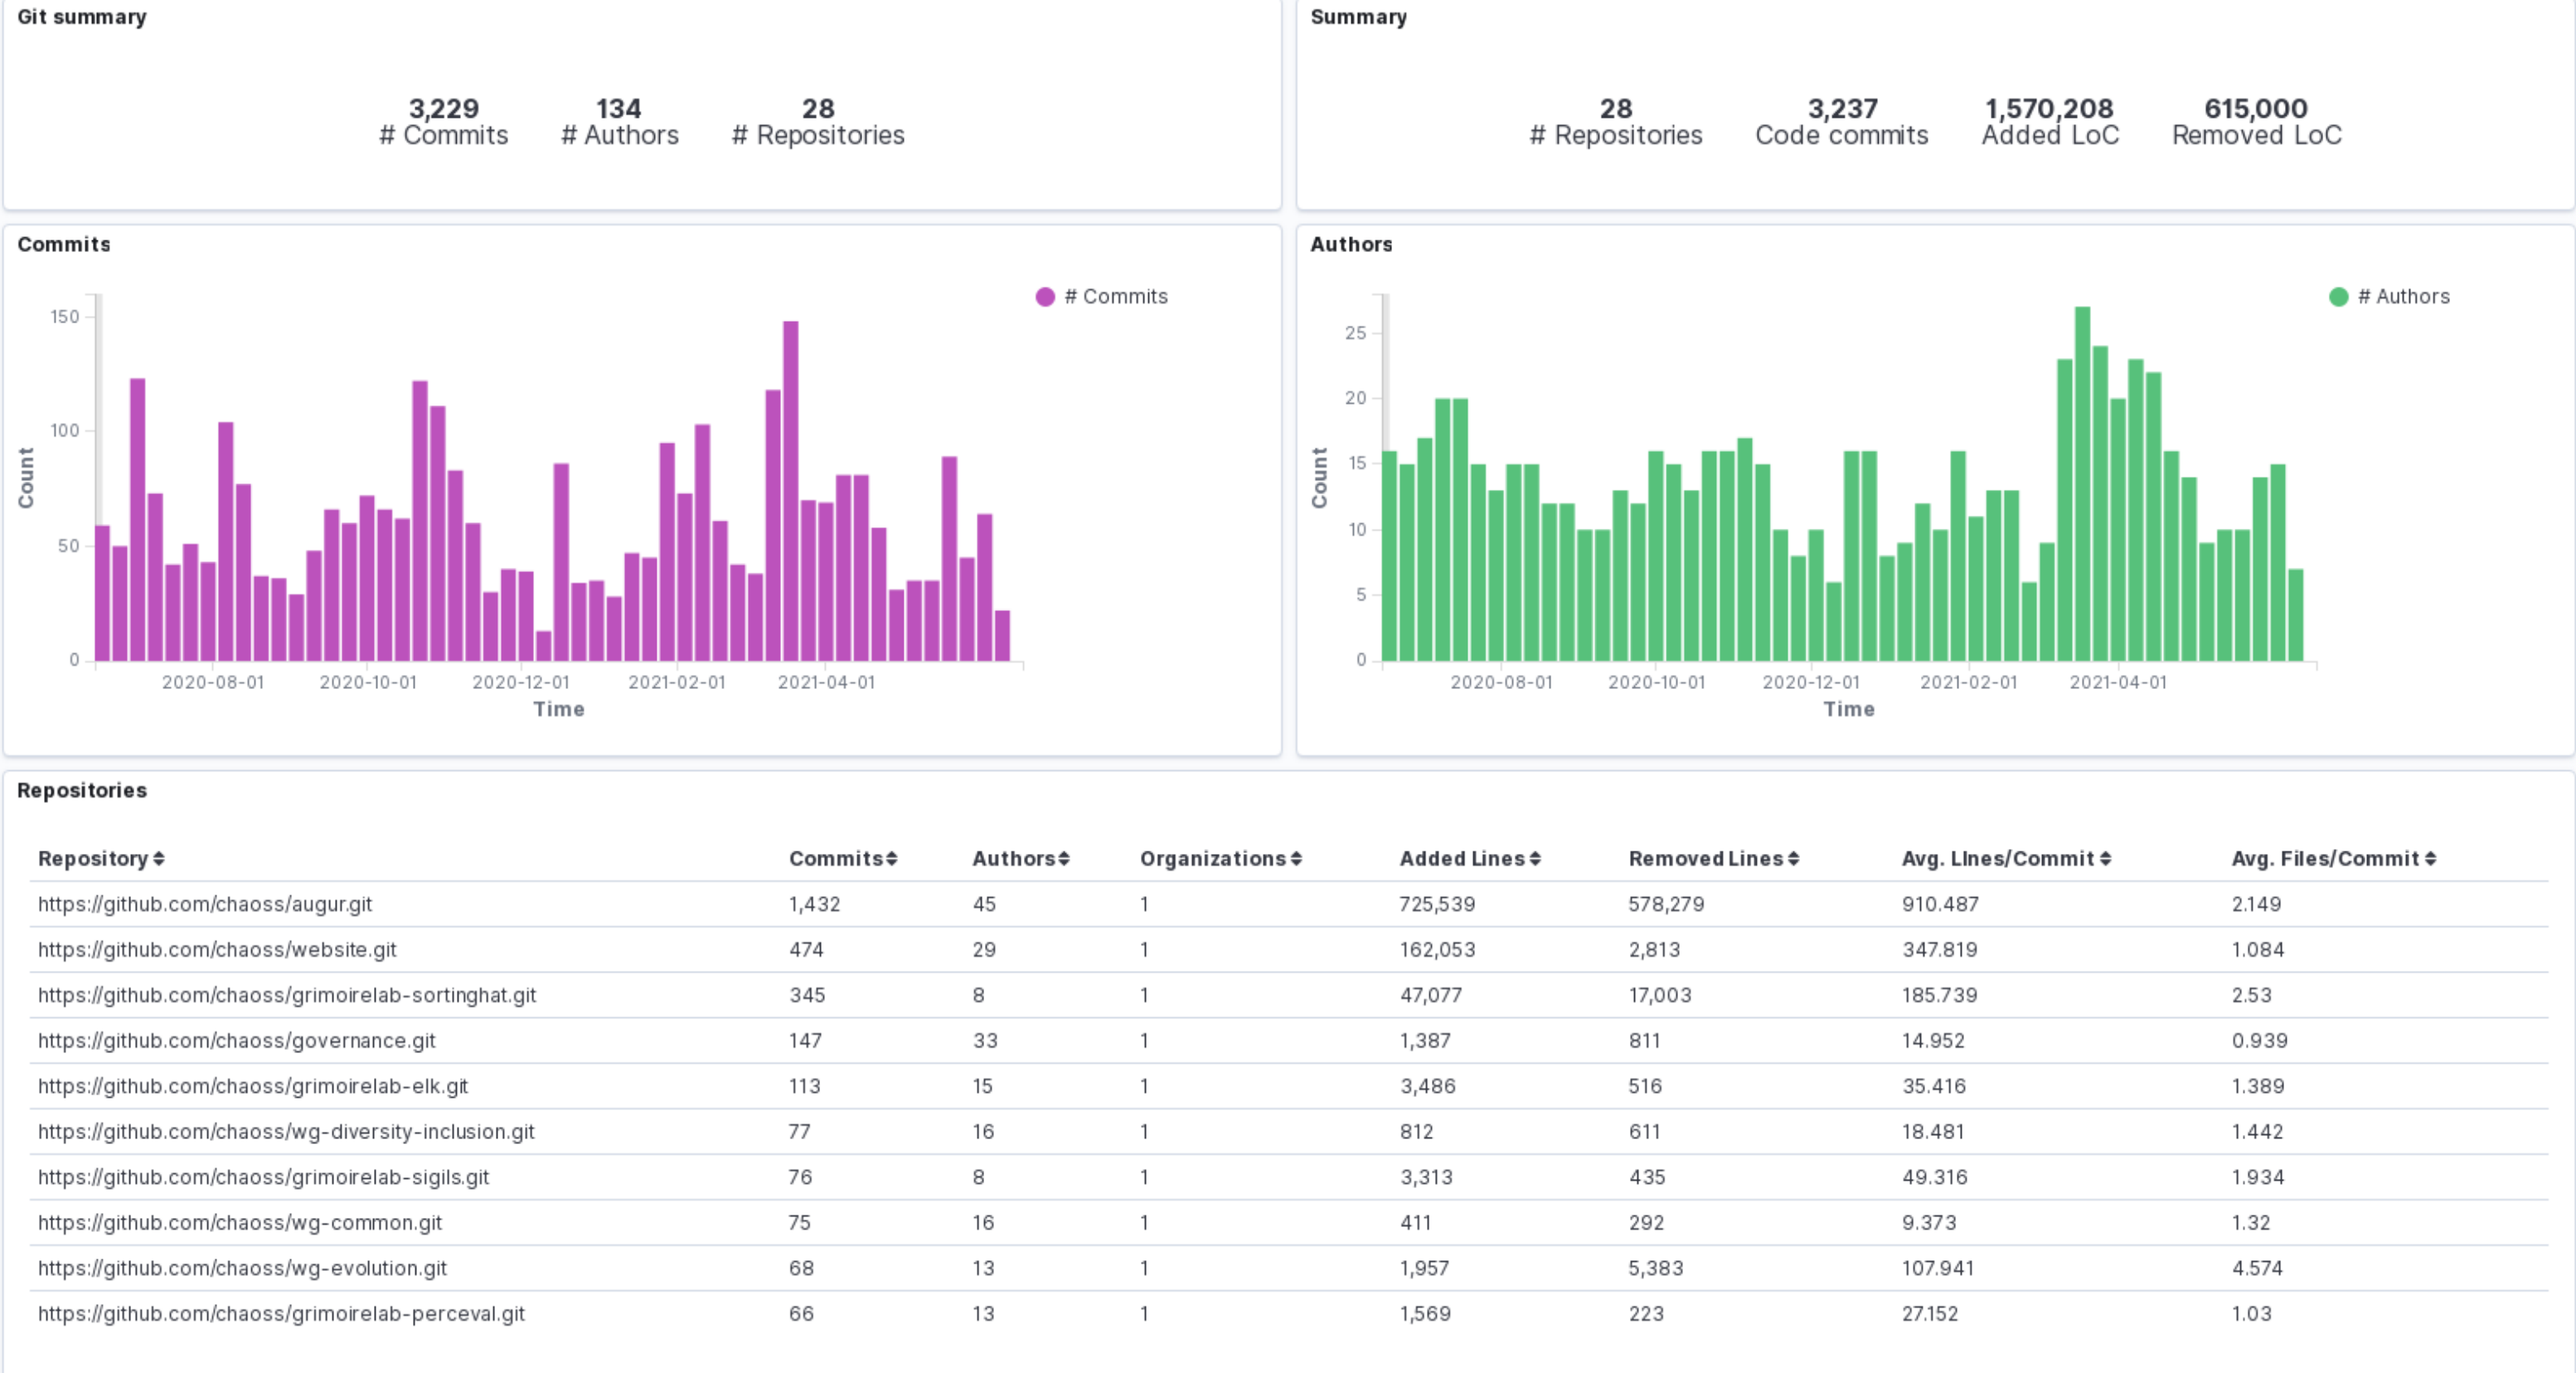 Git summary
3,229 134 28
# Commits # Authors # Repositories
Summary
28 3,237 1,570,208 615,000
# Repositories Code commits Added LoC Removed LoC
Commits
# Commits
150
100
50
0
Count
2020-08-01 2020-10-01 2020-12-01 2021-02-01 2021-04-01
Time
Authors
# Authors
25
20
15
10
5
0
Count
2020-08-01 2020-10-01 2020-12-01 2021-02-01 2021-04-01
Time
Repositories
Repository Commits Authors Organizations Added Lines Removed Lines Avg. LInes/Commit Avg. Files/Commit
https://github.com/chaoss/augur.git 1,432 45 1 725,539 578,279 910.487 2.149
https://github.com/chaoss/website.git 474 29 1 162,053 2,813 347.819 1.084
https://github.com/chaoss/grimoirelab-sortinghat.git 345 8 1 47,077 17,003 185.739 2.53
https://github.com/chaoss/governance.git 147 33 1 1,387 811 14.952 0.939
https://github.com/chaoss/grimoirelab-elk.git 113 15 1 3,486 516 35.416 1.389
https://github.com/chaoss/wg-diversity-inclusion.git 77 16 1 812 611 18.481 1.442
https://github.com/chaoss/grimoirelab-sigils.git 76 8 1 3,313 435 49.316 1.934
https://github.com/chaoss/wg-common.git 75 16 1 411 292 9.373 1.32
https://github.com/chaoss/wg-evolution.git 68 13 1 1,957 5,383 107.941 4.574
https://github.com/chaoss/grimoirelab-perceval.git 66 13 1 1,569 223 27.152 1.03